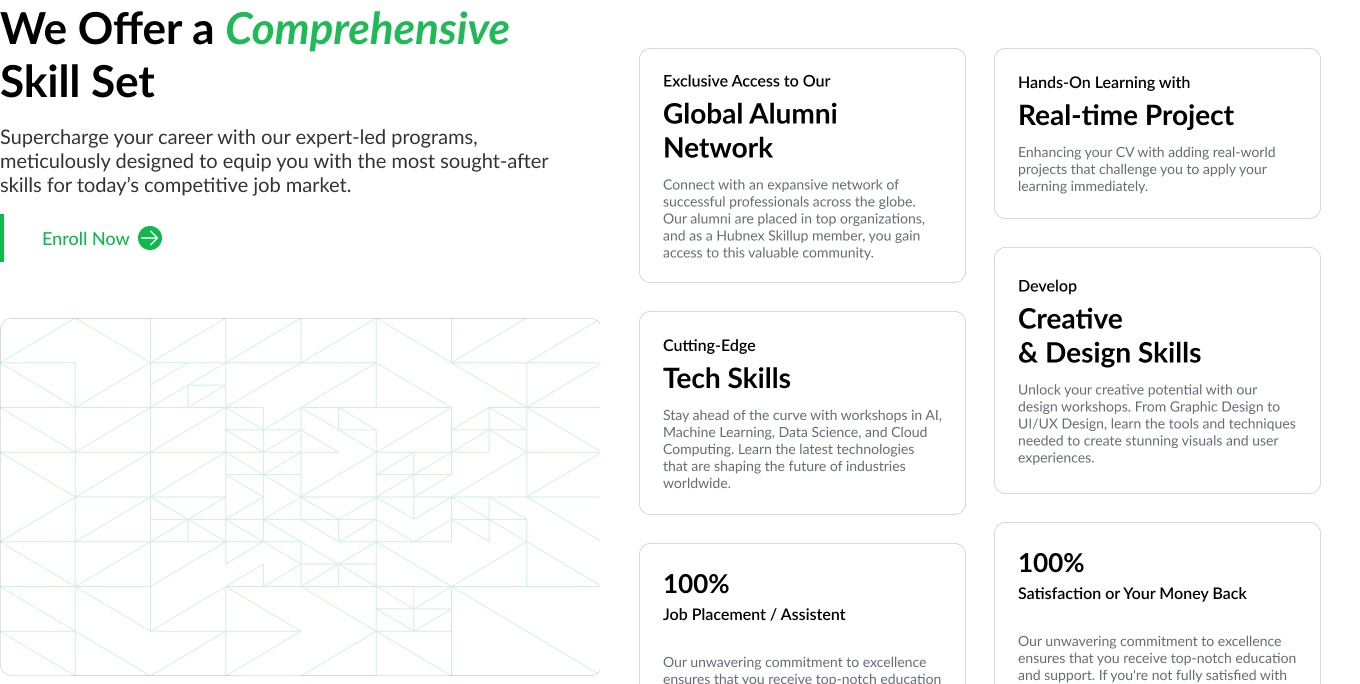 We Offer a Comprehensive
Skill Set
Supercharge your career with our expert-led programs,
meticulously designed to equip you with the most sought-after
skills for today’s competitive job market.
Enroll Now
Exclusive Access to Our
Global Alumni
Network
Connect with an expansive network of
successful professionals across the globe.
Our alumni are placed in top organizations,
and as a Hubnex Skillup member, you gain
access to this valuable community.
Cutting-Edge
Tech Skills
Stay ahead of the curve with workshops in AI,
Machine Learning, Data Science, and Cloud
Computing. Learn the latest technologies
that are shaping the future of industries
worldwide.
100%
Job Placement / Assistent
Our unwavering commitment to excellence
ensures that you receive top-notch education
Hands-On Learning with
Real-time Project
Enhancing your CV with adding real-world
projects that challenge you to apply your
learning immediately.
Develop
Creative
& Design Skills
Unlock your creative potential with our
design workshops. From Graphic Design to
UI/UX Design, learn the tools and techniques
needed to create stunning visuals and user
experiences.
100%
Satisfaction or Your Money Back
Our unwavering commitment to excellence
ensures that you receive top-notch education
and support. If you're not fully satisfied with